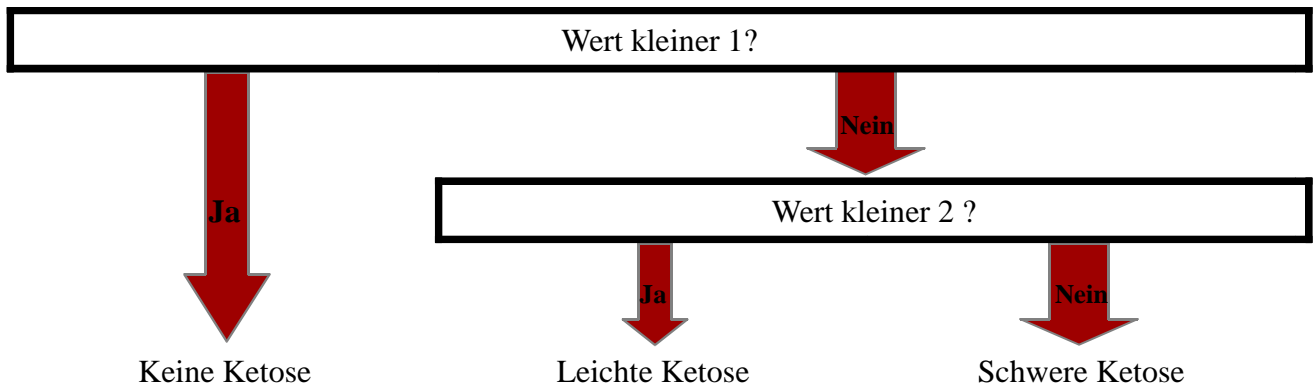 Wert kleiner 1?
Nein
Ja
Wert kleiner 2 ?
Ja
Nein
Keine Ketose
Leichte Ketose
Schwere Ketose